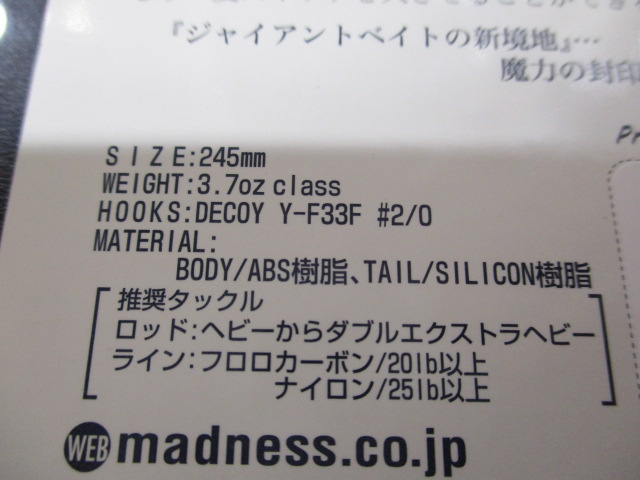 『ジャイアントベイトの新境地』…
魔力の封印
Pr
SIZE:245mm
WEIGHT:3.7oz class
HOOKS:DECOY Y-F33F #2/0
MATERIAL:
BODY/ABS樹脂、TAIL/SILICON樹脂
推奨タックル
ロッド:ヘビーからダブルエクストラヘビー
ライン:フロロカーボン/20lb以上
ナイロン/25lb以上
WEB madness.co.jp